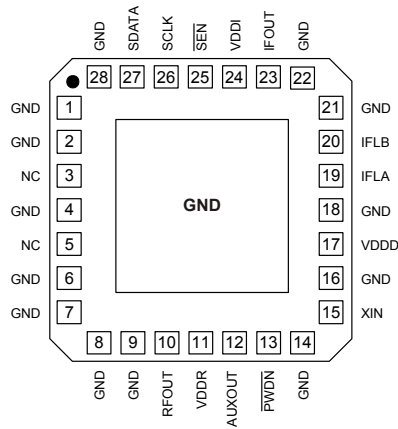 GND SDATA SCLK SEN VDDI IFOUT GND
28 27 26 25 24 23 22
GND 1 21 GND
GND 2 20 IFLB
NC 3 19 IFLA
GND 4 GND 18 GND
NC 5 17 VDDD
GND 6 16 GND
GND 7 15 XIN
8 9 10 11 12 13 14
GND GND RFOUT VDDR AUXOUT PWDN GND